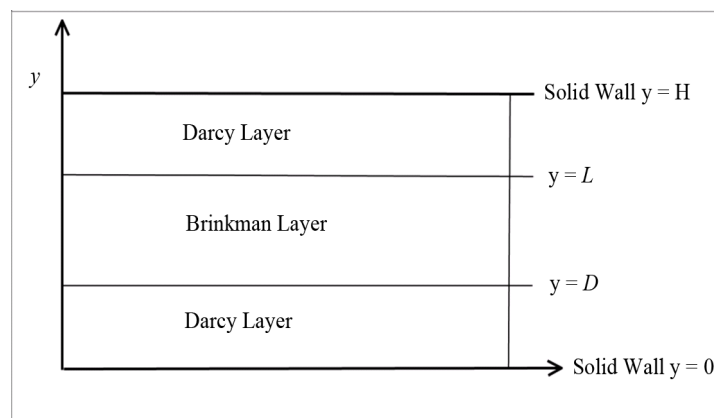 y
Solid Wall y = H
Darcy Layer
y = L
Brinkman Layer
y = D
Darcy Layer
Solid Wall y = 0